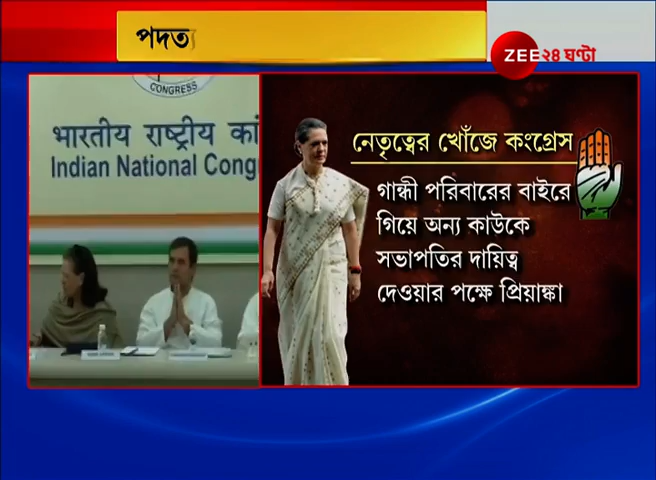 পদত্য
ZEE ২৪ ঘণ্টা
CONGRESS
भारतीय राष्ट्रीय
Indian National Cong
নেতৃত্বের খোঁজে কংগ্রেস
গান্ধী পরিবারের বাইরে
গিয়ে অন্য কাউকে
সভাপতির দায়িত্ব
দেওয়ার পক্ষে প্রিয়াঙ্কা